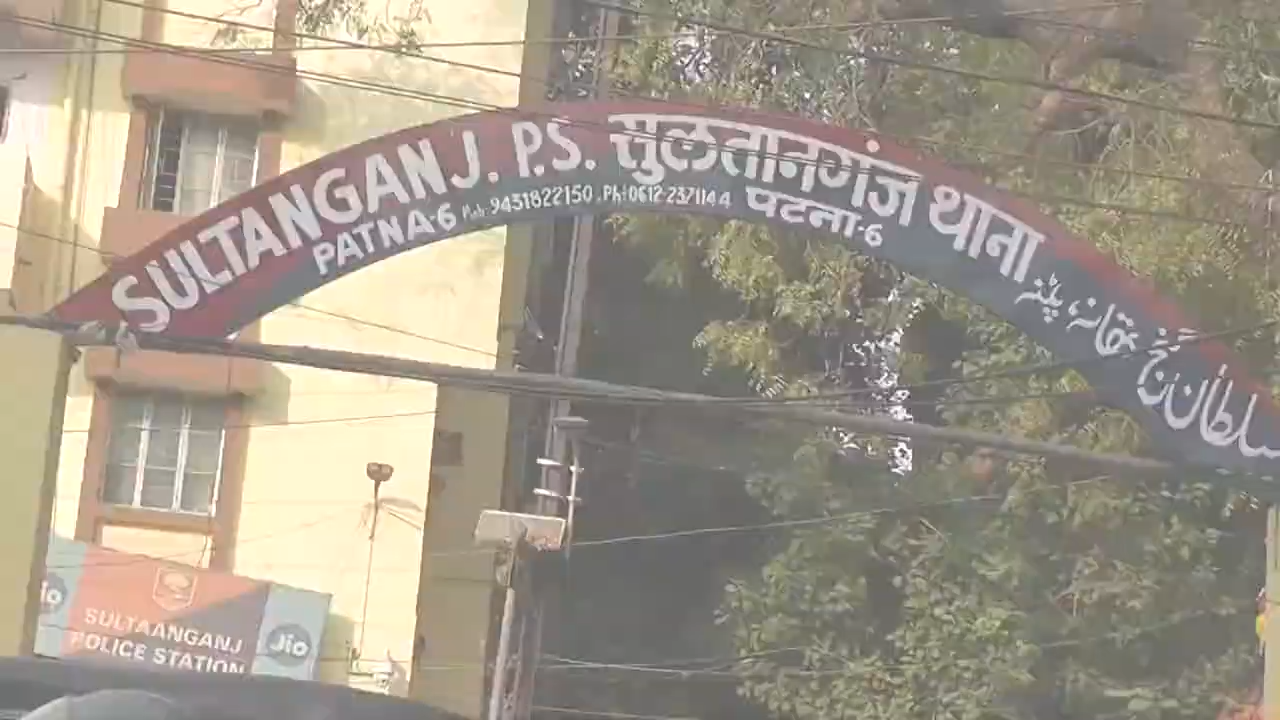 SULTANGANJ. P.S. सुलतानगंज थाना
PATNA-6 Mob:9431822150.Ph:-0612-2371144 पटना-6
سلطان گنج تھانہ، پٹنہ
SULTAANGANJ
POLICE STATION
Jio